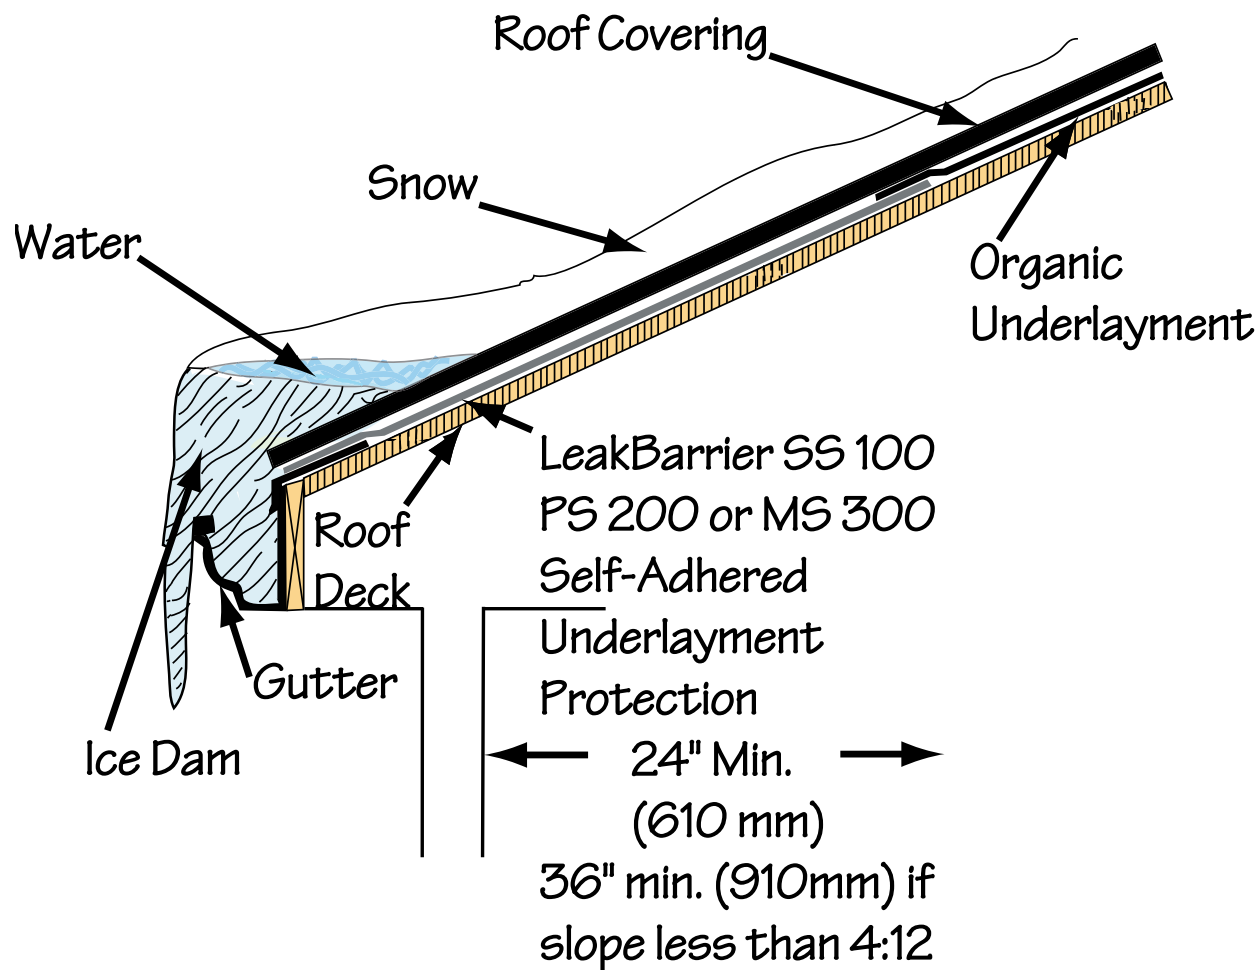 Roof Covering
Snow
Water
Organic
Underlayment
LeakBarrier SS 100
PS 200 or MS 300
Self-Adhered
Underlayment
Protection
Roof
Deck
Gutter
Ice Dam
24" Min.
(610 mm)
36" min. (910mm) if
slope less than 4:12